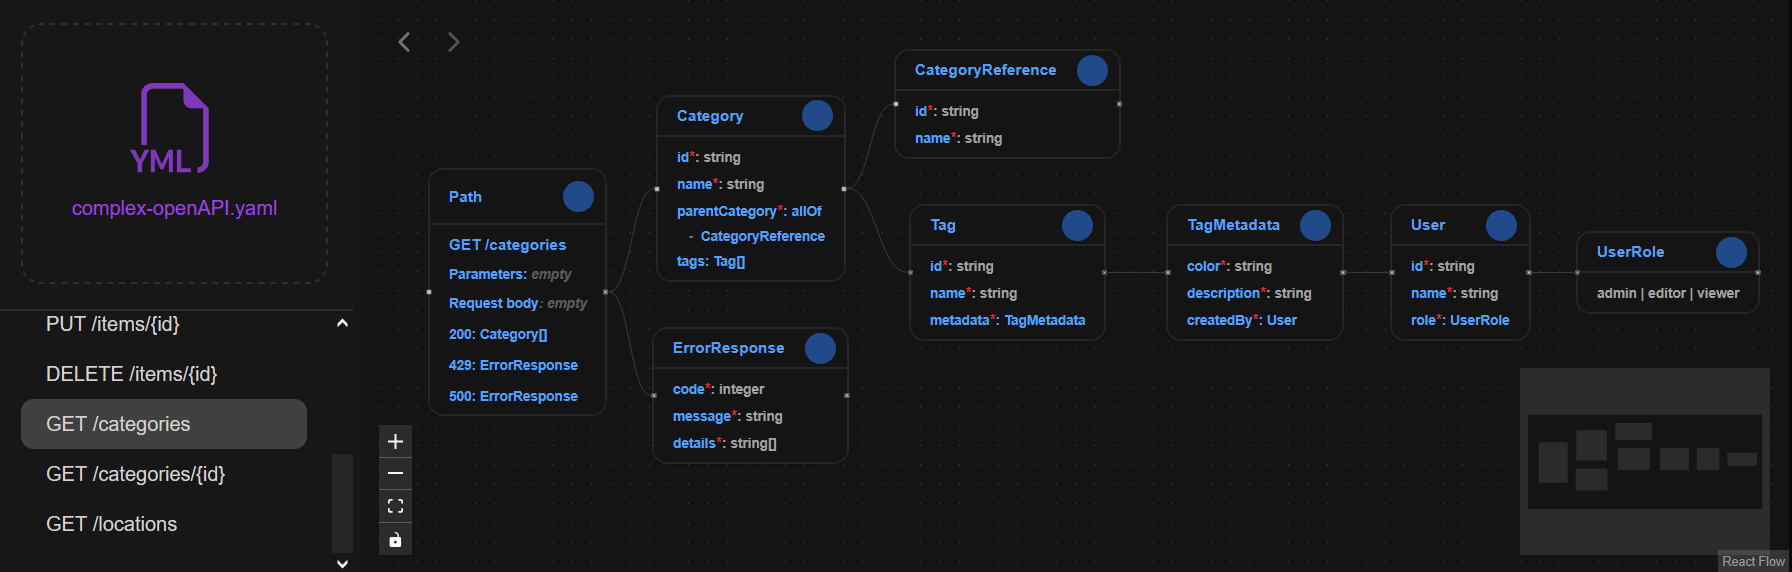 YML
complex-openAPI.yaml
PUT /items/{id}
DELETE /items/{id}
GET /categories
GET /categories/{id}
GET /locations
Path
GET /categories
Parameters: empty
Request body: empty
200: Category[]
429: ErrorResponse
500: ErrorResponse
Category
id*: string
name*: string
parentCategory*: allOf
- CategoryReference
tags: Tag[]
ErrorResponse
code*: integer
message*: string
details*: string[]
CategoryReference
id*: string
name*: string
Tag
id*: string
name*: string
metadata*: TagMetadata
TagMetadata
color*: string
description*: string
createdBy*: User
User
id*: string
name*: string
role*: UserRole
UserRole
admin | editor | viewer
React Flow